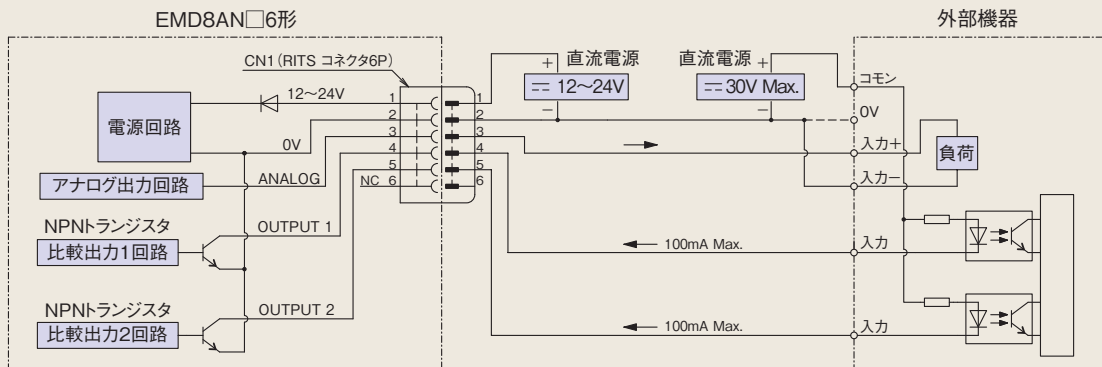 EMD8AN□6形
外部機器
CN1(RITS コネクタ6P)
直流電源
+
12〜24V
−
直流電源
+
30V Max.
−
コモン
0V
入力+
入力−
負荷
電源回路
12〜24V
0V
1
2
3
4
5
6
NC
1
2
3
4
5
6
アナログ出力回路
ANALOG
NPNトランジスタ
比較出力1回路
OUTPUT 1
100mA Max.
入力
NPNトランジスタ
比較出力2回路
OUTPUT 2
100mA Max.
入力